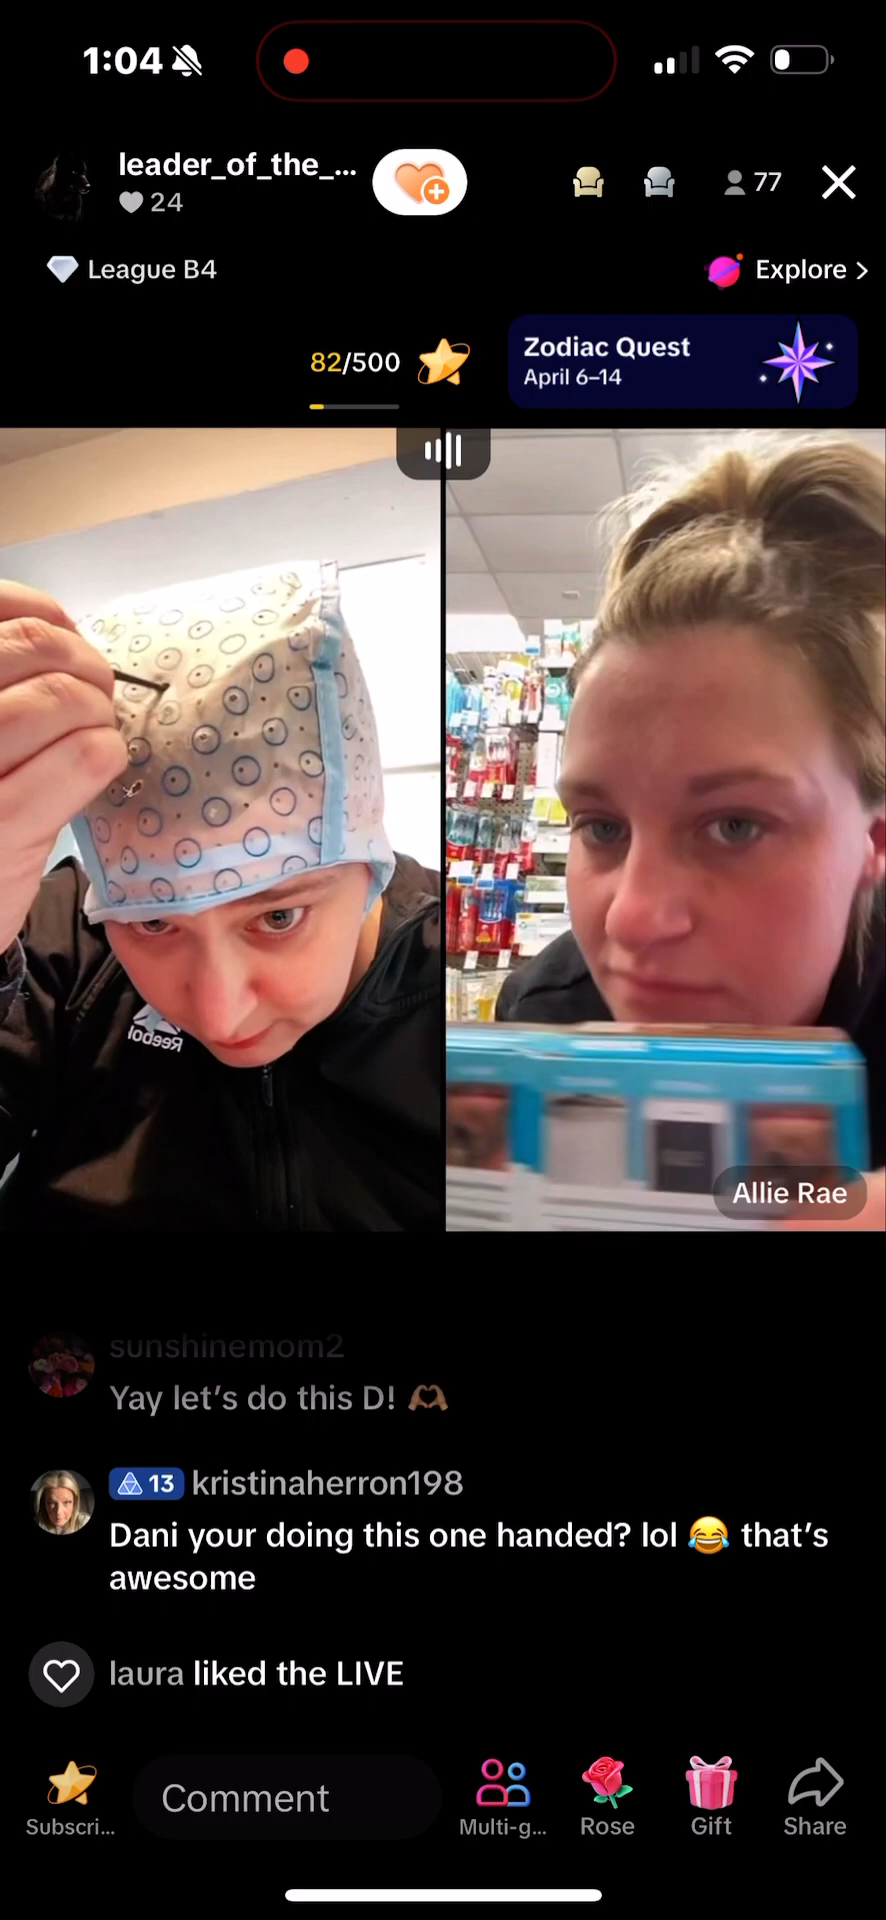 1:04
leader_of_the_...
24
77
League B4
Explore >
82/500
Zodiac Quest
April 6–14
Reebok
Allie Rae
sunshinemom2
Yay let's do this D! 🫶🏾
13 kristinaherron198
Dani your doing this one handed? lol 😂 that's
awesome
laura liked the LIVE
Subscri...
Comment
Multi-g...
Rose
Gift
Share